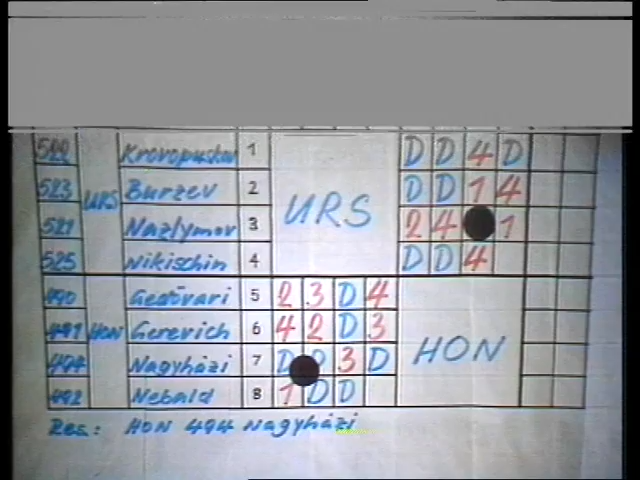 522 Krovopuskov 1 D D 4 D
523 URS Burzev 2 URS D D 1 4
521 Nazlymov 3 2 4 1
525 Nikischin 4 D D 4
490 Gedövari 5 2 3 D 4
491 HON Gerevich 6 4 2 D 3 HON
494 Nagyházi 7 D 3 D
492 Nebald 8 1 D D
Res: HON 494 Nagyházi